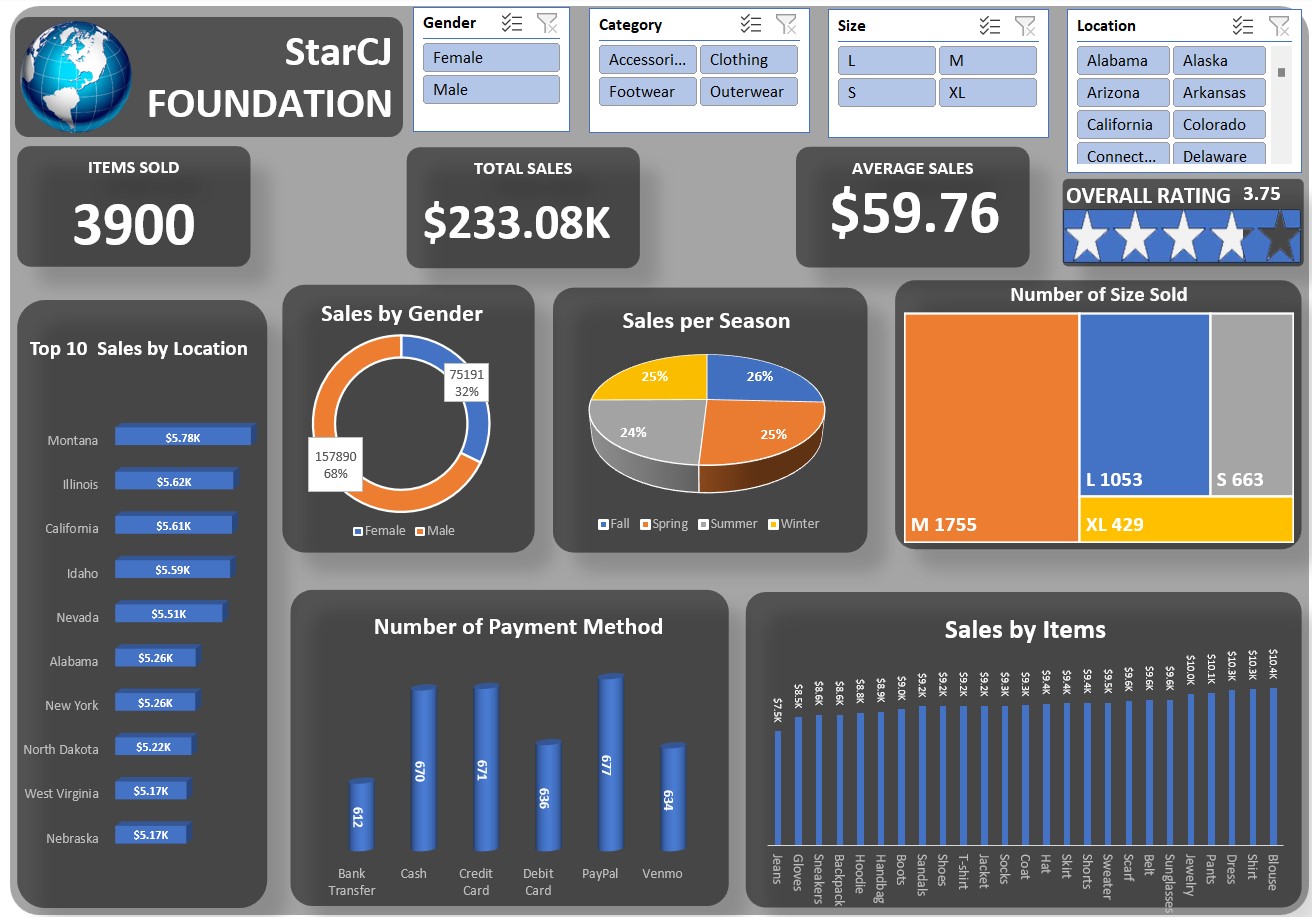 StarCJ
FOUNDATION
Gender
Female
Male
Category
Accessori...
Clothing
Footwear
Outerwear
Size
L
M
S
XL
Location
Alabama
Alaska
Arizona
Arkansas
California
Colorado
Connect...
Delaware
ITEMS SOLD
3900
TOTAL SALES
$233.08K
AVERAGE SALES
$59.76
OVERALL RATING 3.75
Top 10 Sales by Location
Montana $5.78K
Illinois $5.62K
California $5.61K
Idaho $5.59K
Nevada $5.51K
Alabama $5.26K
New York $5.26K
North Dakota $5.22K
West Virginia $5.17K
Nebraska $5.17K
Sales by Gender
75191
32%
157890
68%
Female Male
Sales per Season
25%
26%
24%
25%
Fall Spring Summer Winter
Number of Size Sold
M 1755
L 1053
S 663
XL 429
Number of Payment Method
612
670
671
636
677
634
Bank
Transfer
Cash
Credit
Card
Debit
Card
PayPal
Venmo
Sales by Items
$7.5K
$8.5K
$8.6K
$8.6K
$8.8K
$8.9K
$9.0K
$9.2K
$9.2K
$9.2K
$9.2K
$9.3K
$9.3K
$9.4K
$9.4K
$9.4K
$9.5K
$9.6K
$9.6K
$9.6K
$10.0K
$10.1K
$10.3K
$10.3K
$10.4K
Jeans
Gloves
Sneakers
Backpack
Hoodie
Handbag
Boots
Sandals
Shoes
T-shirt
Jacket
Socks
Coat
Hat
Skirt
Shorts
Sweater
Scarf
Belt
Sunglasses
Jewelry
Pants
Dress
Shirt
Blouse